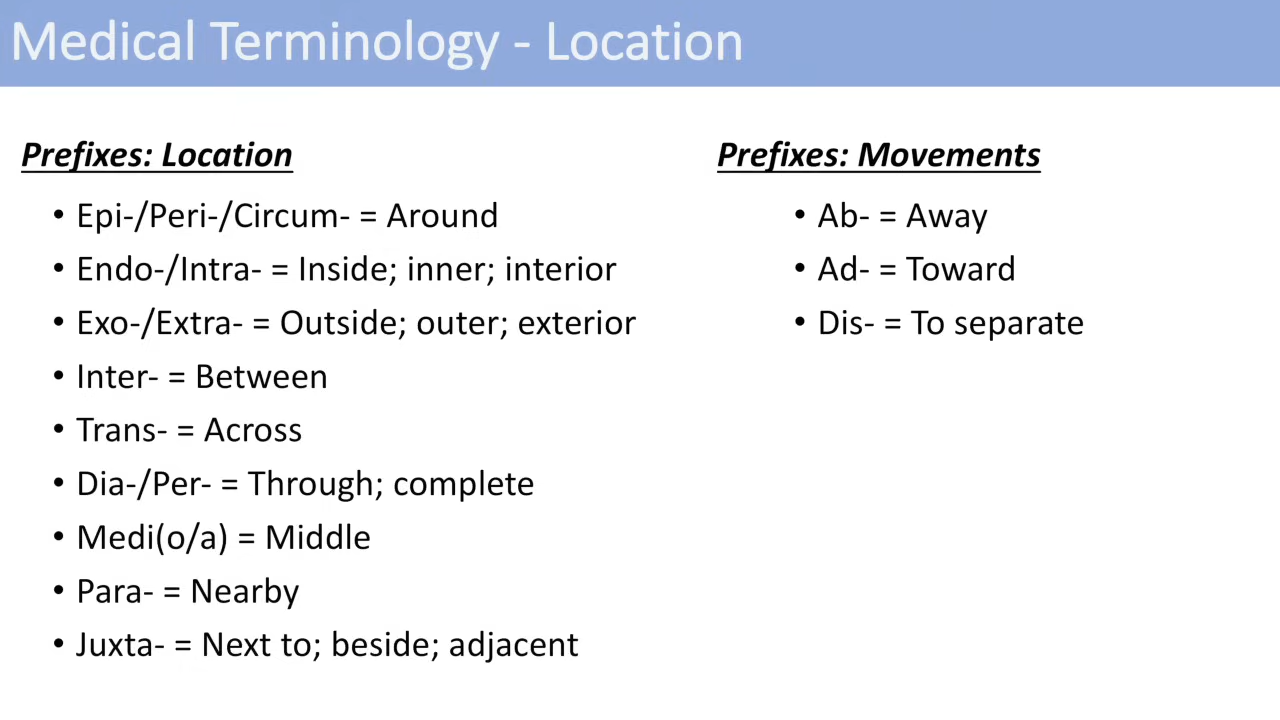 Medical Terminology - Location
Prefixes: Location
• Epi-/Peri-/Circum- = Around
• Endo-/Intra- = Inside; inner; interior
• Exo-/Extra- = Outside; outer; exterior
• Inter- = Between
• Trans- = Across
• Dia-/Per- = Through; complete
• Medi(o/a) = Middle
• Para- = Nearby
• Juxta- = Next to; beside; adjacent
Prefixes: Movements
• Ab- = Away
• Ad- = Toward
• Dis- = To separate